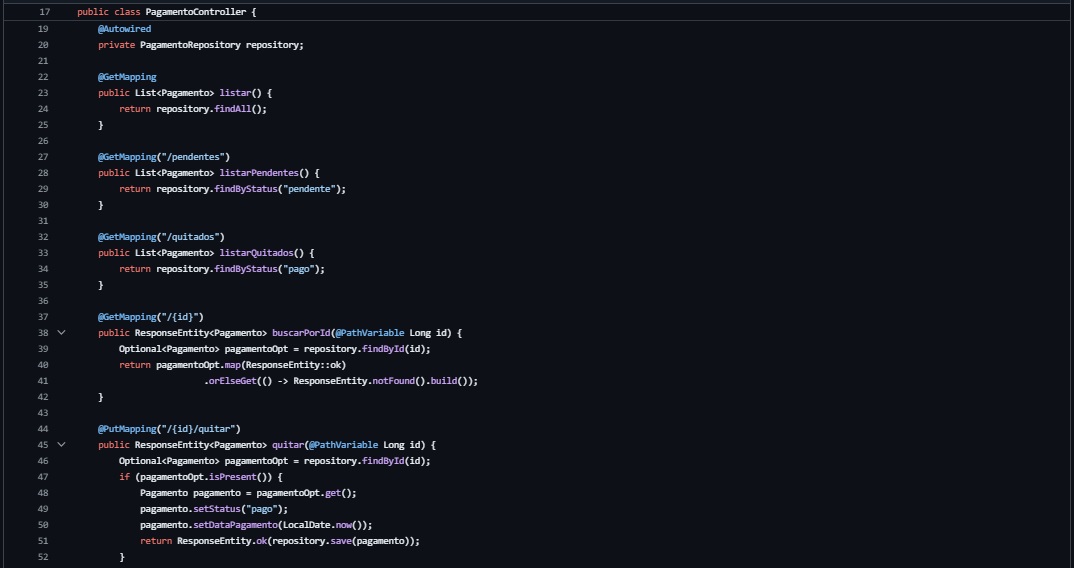 17 public class PagamentoController {
19 @Autowired
20 private PagamentoRepository repository;
21
22 @GetMapping
23 public List<Pagamento> listar() {
24 return repository.findAll();
25 }
26
27 @GetMapping("/pendentes")
28 public List<Pagamento> listarPendentes() {
29 return repository.findByStatus("pendente");
30 }
31
32 @GetMapping("/quitados")
33 public List<Pagamento> listarQuitados() {
34 return repository.findByStatus("pago");
35 }
36
37 @GetMapping("/{id}")
38 public ResponseEntity<Pagamento> buscarPorId(@PathVariable Long id) {
39 Optional<Pagamento> pagamentoOpt = repository.findById(id);
40 return pagamentoOpt.map(ResponseEntity::ok)
41 .orElseGet(() -> ResponseEntity.notFound().build());
42 }
43
44 @PutMapping("/{id}/quitar")
45 public ResponseEntity<Pagamento> quitar(@PathVariable Long id) {
46 Optional<Pagamento> pagamentoOpt = repository.findById(id);
47 if (pagamentoOpt.isPresent()) {
48 Pagamento pagamento = pagamentoOpt.get();
49 pagamento.setStatus("pago");
50 pagamento.setDataPagamento(LocalDate.now());
51 return ResponseEntity.ok(repository.save(pagamento));
52 }